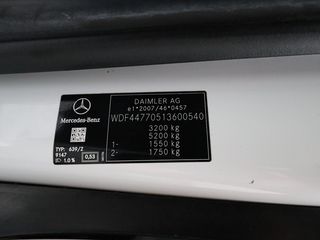 DAIMLER AG
e1*2007/46*0457
WDF44770513600540
3200 kg
5200 kg
1- 1550 kg
2- 1750 kg
Mercedes-Benz
TYP: 639/2
9147
1.0 % 0,53